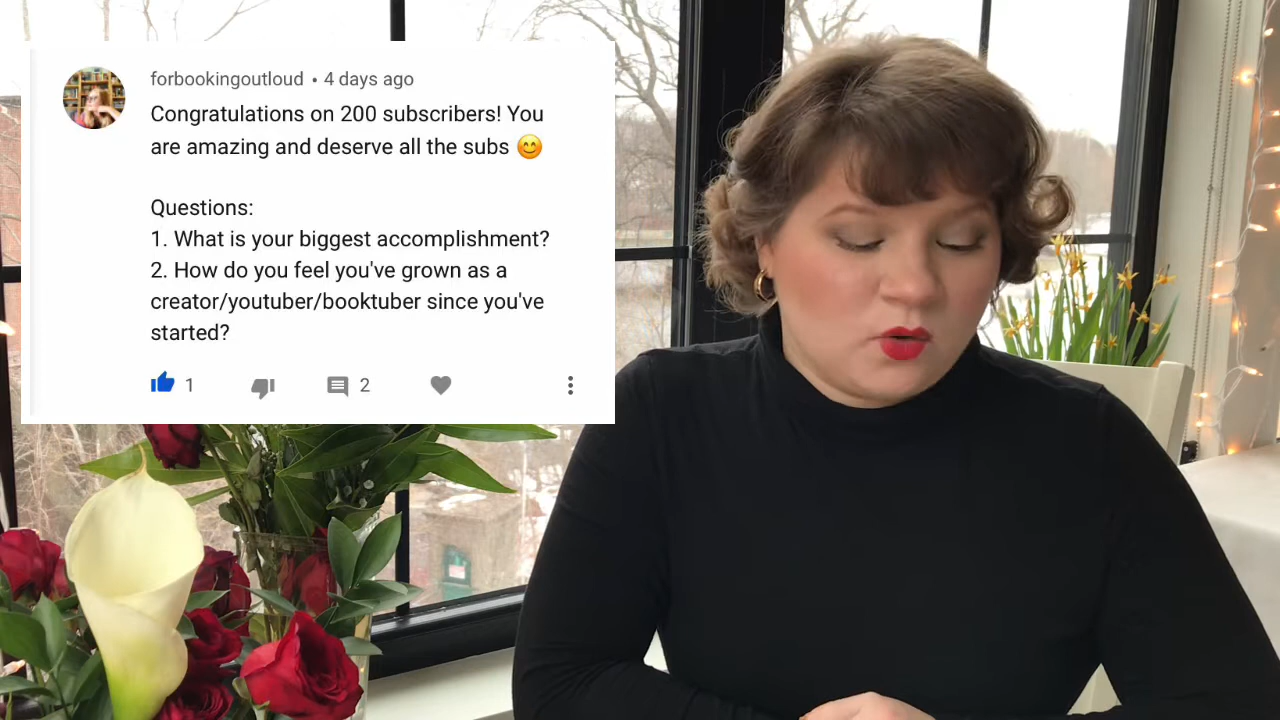 forbookingoutloud • 4 days ago
Congratulations on 200 subscribers! You
are amazing and deserve all the subs 😊
Questions:
1. What is your biggest accomplishment?
2. How do you feel you've grown as a
creator/youtuber/booktuber since you've
started?
1
2